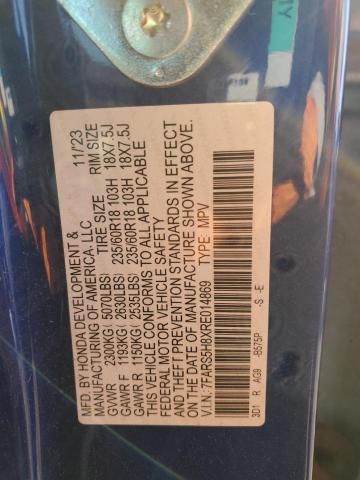 MFD. BY HONDA DEVELOPMENT & 11/'23
MANUFACTURING OF AMERICA, LLC
TIRE SIZE RIM SIZE
GVWR 2300KG( 5070LBS)
GAWR F 1193KG( 2630LBS) 235/60R18 103H 18X7.5J
GAWR R 1150KG( 2535LBS) 235/60R18 103H 18X7.5J
THIS VEHICLE CONFORMS TO ALL APPLICABLE
FEDERAL MOTOR VEHICLE SAFETY
AND THEFT PREVENTION STANDARDS IN EFFECT
ON THE DATE OF MANUFACTURE SHOWN ABOVE.
V.I.N.: 7FARS5H8XRE014869 TYPE: MPV
3D1 R AG9 -B575P -S -E